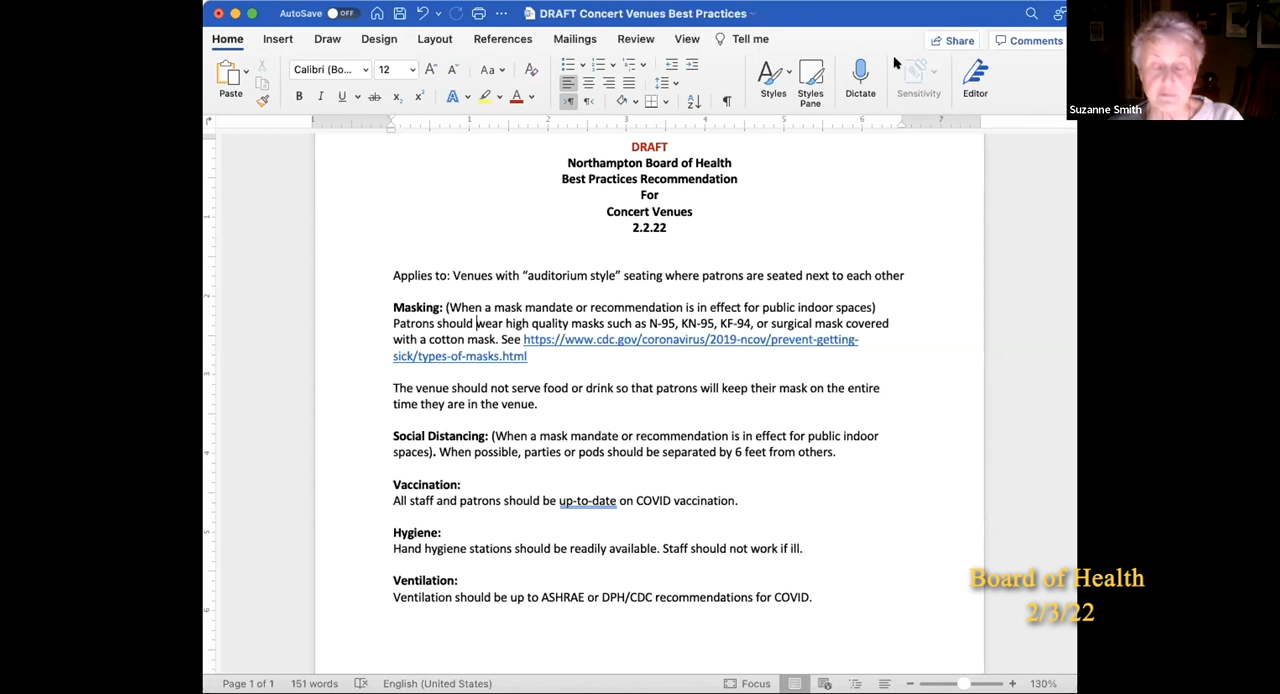 AutoSave OFF
DRAFT Concert Venues Best Practices
Home Insert Draw Design Layout References Mailings Review View Tell me
Share Comments
Paste
Calibri (Bo... 12
Styles
Styles Pane
Dictate
Sensitivity
Editor
Suzanne Smith
DRAFT
Northampton Board of Health
Best Practices Recommendation
For
Concert Venues
2.2.22
Applies to: Venues with “auditorium style” seating where patrons are seated next to each other
Masking: (When a mask mandate or recommendation is in effect for public indoor spaces)
Patrons should wear high quality masks such as N-95, KN-95, KF-94, or surgical mask covered
with a cotton mask. See https://www.cdc.gov/coronavirus/2019-ncov/prevent-getting-
sick/types-of-masks.html
The venue should not serve food or drink so that patrons will keep their mask on the entire
time they are in the venue.
Social Distancing: (When a mask mandate or recommendation is in effect for public indoor
spaces). When possible, parties or pods should be separated by 6 feet from others.
Vaccination:
All staff and patrons should be up-to-date on COVID vaccination.
Hygiene:
Hand hygiene stations should be readily available. Staff should not work if ill.
Ventilation:
Ventilation should be up to ASHRAE or DPH/CDC recommendations for COVID.
Board of Health
2/3/22
Page 1 of 1 151 words English (United States) Focus 130%